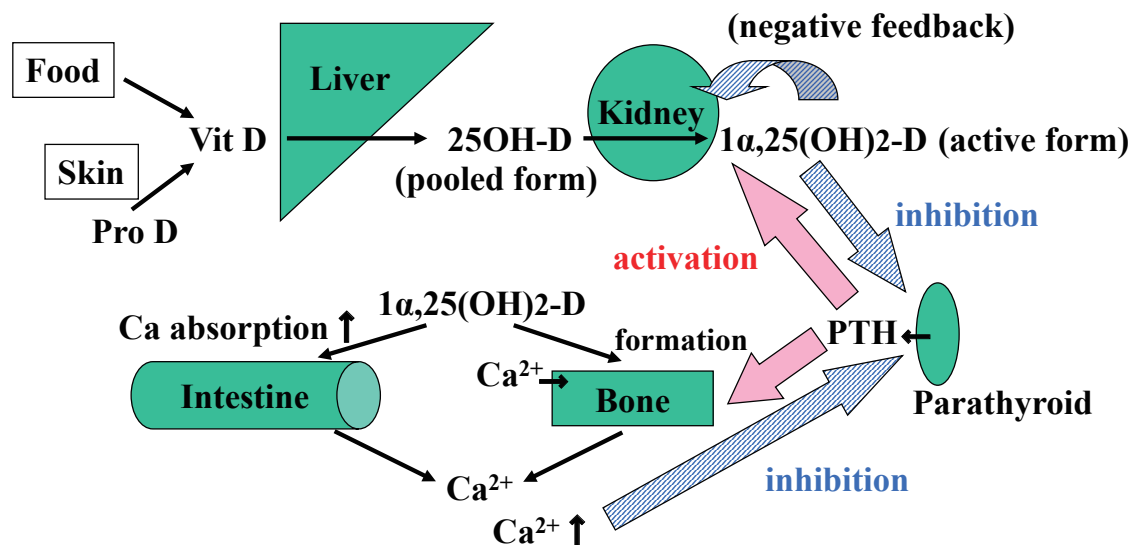 (negative feedback)
Food
Liver
Kidney
Vit D
25OH-D
(pooled form)
1α,25(OH)2-D (active form)
Skin
Pro D
inhibition
activation
1α,25(OH)2-D
Ca absorption ↑
formation
PTH
Ca²⁺
Intestine
Bone
Parathyroid
Ca²⁺
inhibition
Ca²⁺ ↑